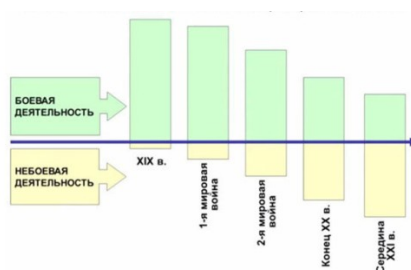 БОЕВАЯ
ДЕЯТЕЛЬНОСТЬ
НЕБОЕВАЯ
ДЕЯТЕЛЬНОСТЬ
XIX в.
1-я мировая
война
2-я мировая
война
Конец XX в.
Середина
XXI в.